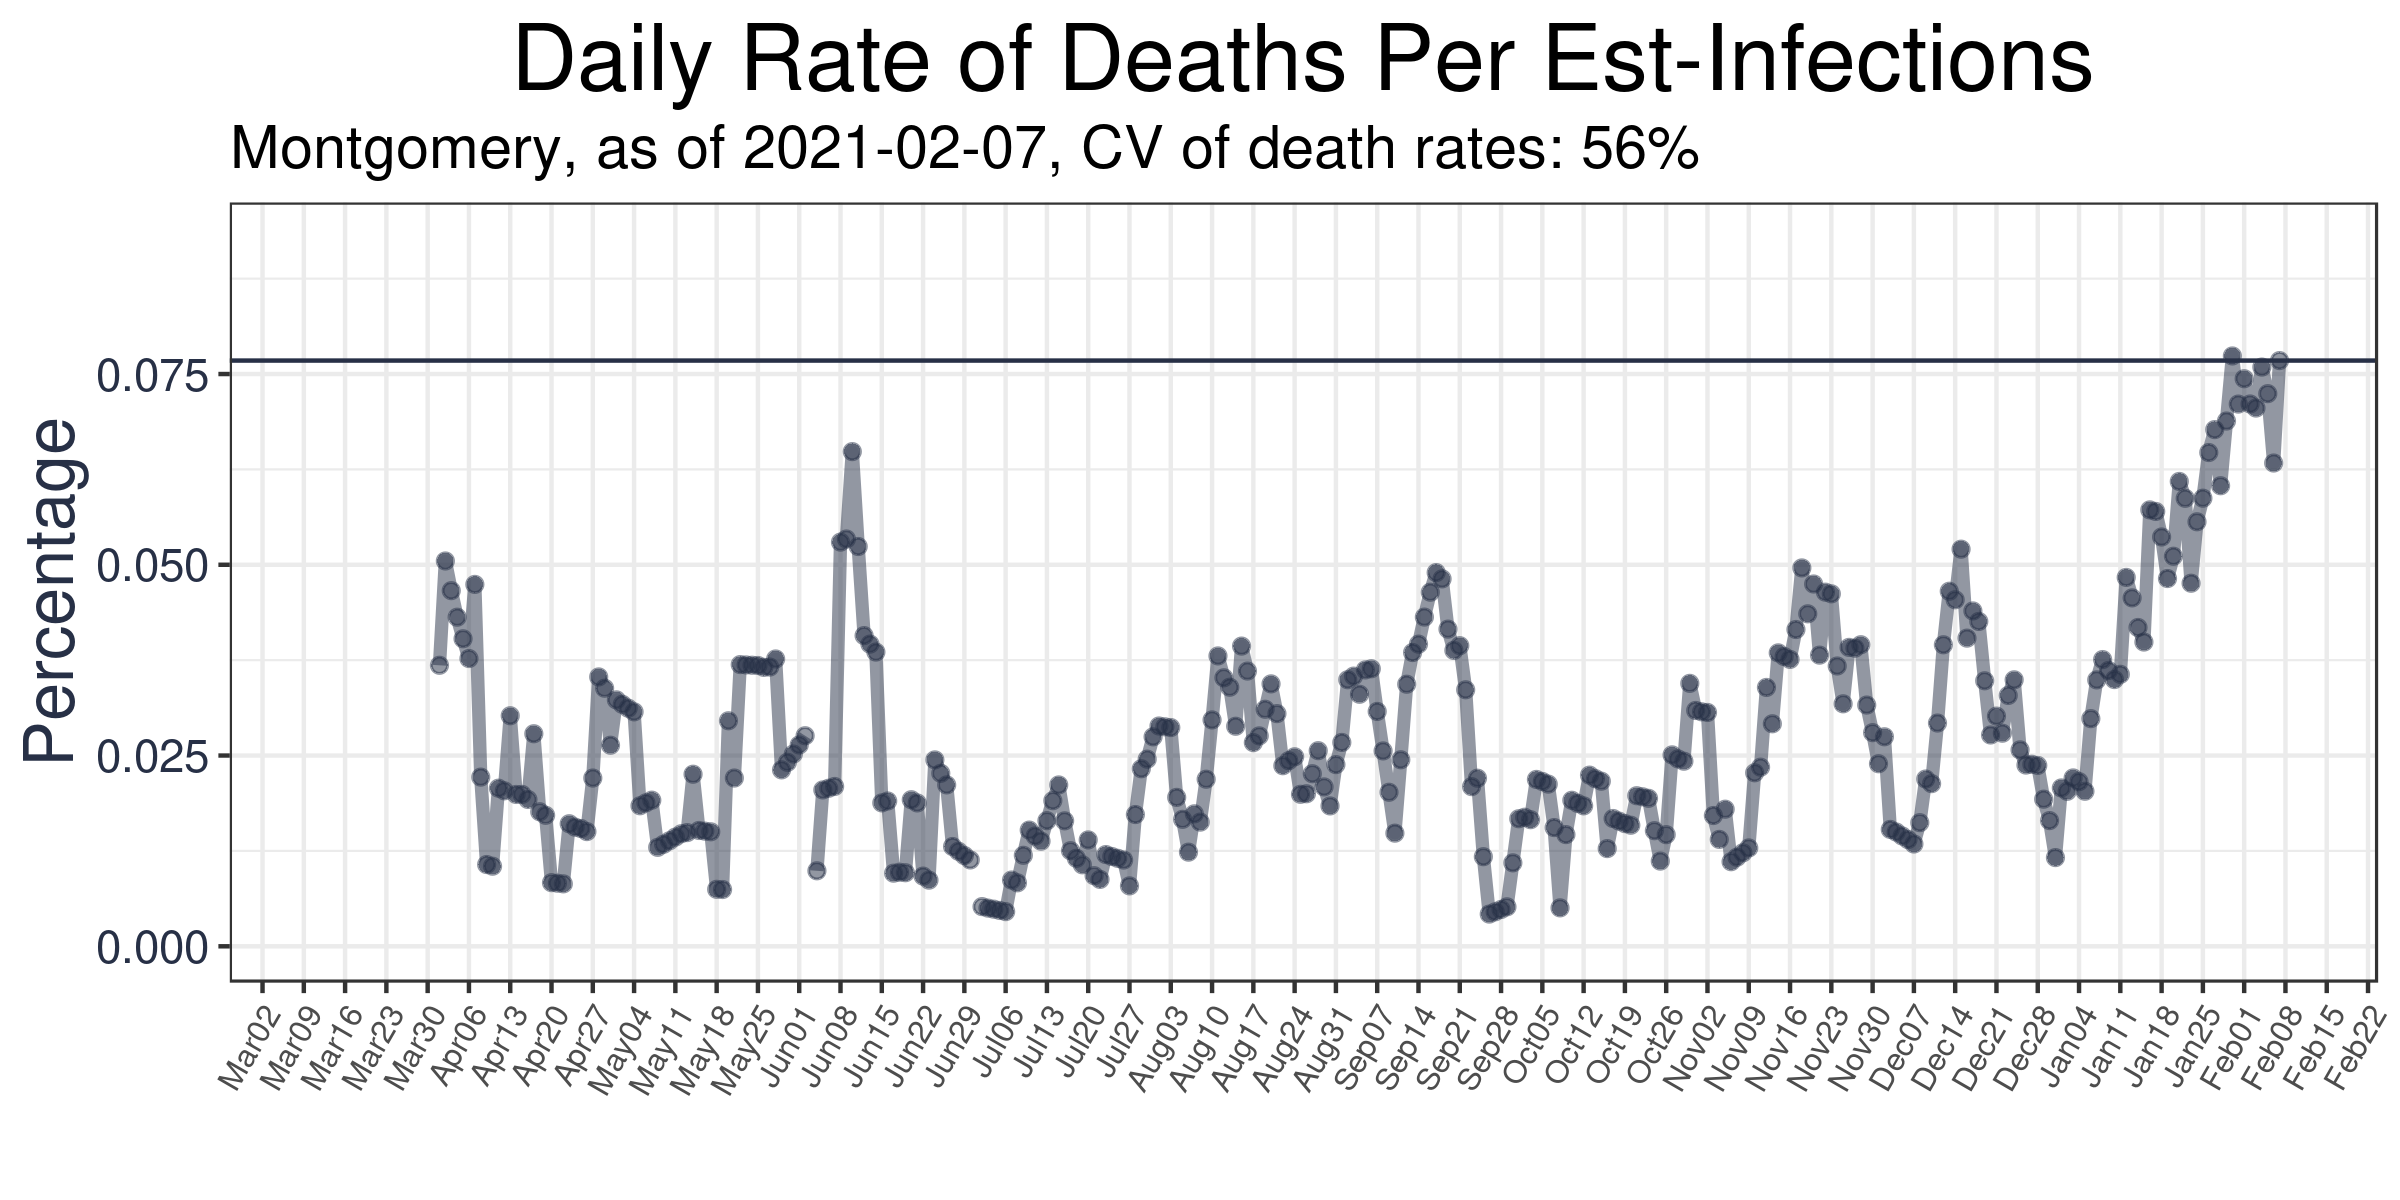 Daily Rate of Deaths Per Est-Infections
Montgomery, as of 2021-02-07, CV of death rates: 56%
Percentage
0.075
0.050
0.025
0.000
Mar02
Mar09
Mar16
Mar23
Mar30
Apr06
Apr13
Apr20
Apr27
May04
May11
May18
May25
Jun01
Jun08
Jun15
Jun22
Jun29
Jul06
Jul13
Jul20
Jul27
Aug03
Aug10
Aug17
Aug24
Aug31
Sep07
Sep14
Sep21
Sep28
Oct05
Oct12
Oct19
Oct26
Nov02
Nov09
Nov16
Nov23
Nov30
Dec07
Dec14
Dec21
Dec28
Jan04
Jan11
Jan18
Jan25
Feb01
Feb08
Feb15
Feb22